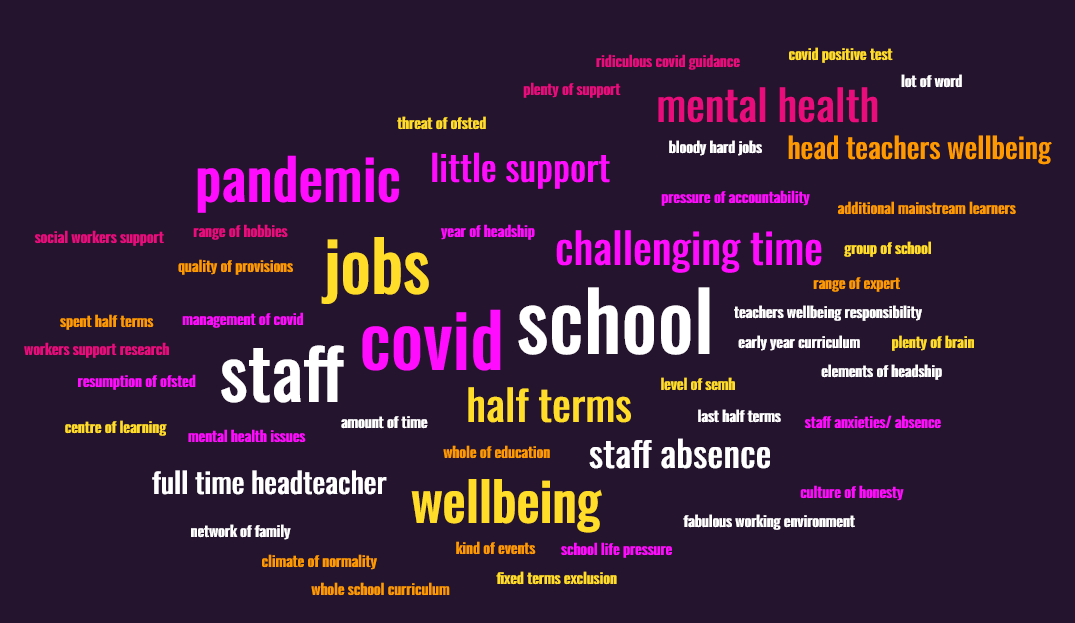 covid positive test
ridiculous covid guidance
lot of word
plenty of support
mental health
threat of ofsted
bloody hard jobs
head teachers wellbeing
little support
pandemic
pressure of accountability
additional mainstream learners
social workers support
range of hobbies
year of headship
challenging time
group of school
quality of provisions
jobs
range of expert
teachers wellbeing responsibility
spent half terms
management of covid
covid
school
early year curriculum
plenty of brain
workers support research
elements of headship
resumption of ofsted
staff
level of semh
half terms
last half terms
amount of time
staff anxieties/ absence
centre of learning
mental health issues
whole of education
staff absence
full time headteacher
culture of honesty
wellbeing
fabulous working environment
network of family
kind of events
school life pressure
climate of normality
fixed terms exclusion
whole school curriculum